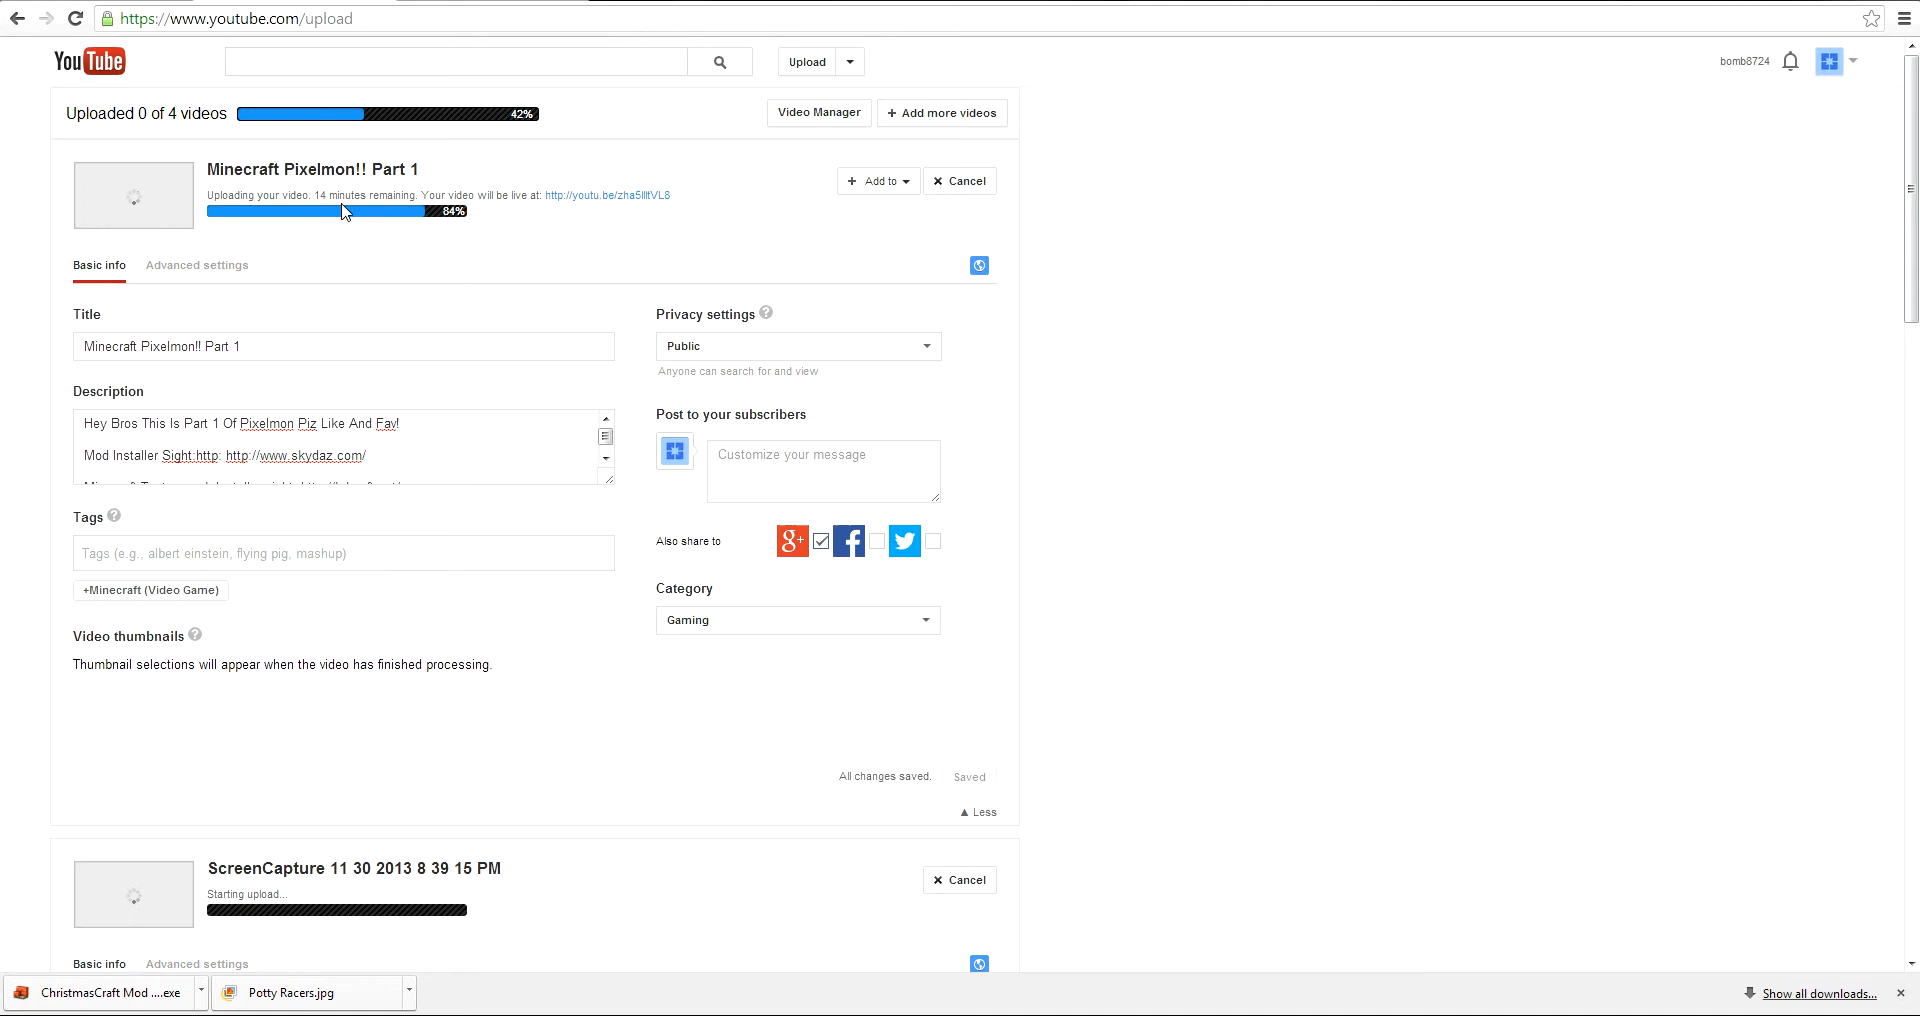 https://www.youtube.com/upload
YouTube
Upload
bomb8724
Uploaded 0 of 4 videos
42%
Video Manager
+ Add more videos
Minecraft Pixelmon!! Part 1
Uploading your video. 14 minutes remaining. Your video will be live at: http://youtu.be/zha5IlltVL8
84%
+ Add to
Cancel
Basic info
Advanced settings
Title
Minecraft Pixelmon!! Part 1
Description
Hey Bros This Is Part 1 Of Pixelmon Plz Like And Fav!
Mod Installer Sight:http: http://www.skydaz.com/
Tags
Tags (e.g., albert einstein, flying pig, mashup)
+Minecraft (Video Game)
Video thumbnails
Thumbnail selections will appear when the video has finished processing.
Privacy settings
Public
Anyone can search for and view
Post to your subscribers
Customize your message
Also share to
g+
f
Category
Gaming
All changes saved.
Saved
Less
ScreenCapture 11 30 2013 8 39 15 PM
Starting upload...
Cancel
Basic info
Advanced settings
ChristmasCraft Mod ....exe
Potty Racers.jpg
Show all downloads...